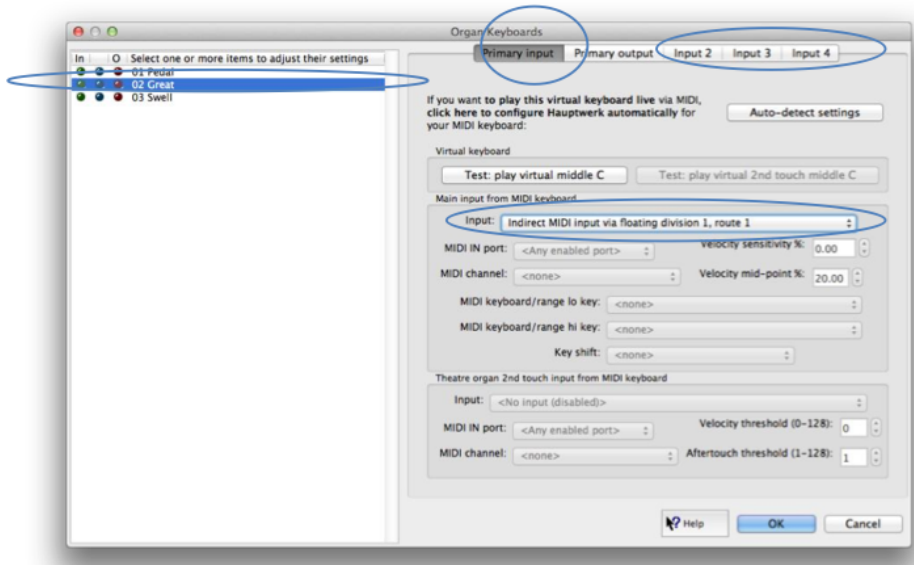 Organ Keyboards
In O Select one or more items to adjust their settings
01 Pedal
02 Great
03 Swell
Primary input Primary output Input 2 Input 3 Input 4
If you want to play this virtual keyboard live via MIDI,
click here to configure Hauptwerk automatically for
your MIDI keyboard:
Auto-detect settings
Virtual keyboard
Test: play virtual middle C Test: play virtual 2nd touch middle C
Main input from MIDI keyboard
Input: Indirect MIDI input via floating division 1, route 1
MIDI IN port: <Any enabled port> Velocity sensitivity %: 0.00
MIDI channel: <none> Velocity mid-point %: 20.00
MIDI keyboard/range lo key: <none>
MIDI keyboard/range hi key: <none>
Key shift: <none>
Theatre organ 2nd touch input from MIDI keyboard
Input: <No input (disabled)>
MIDI IN port: <Any enabled port> Velocity threshold (0-128): 0
MIDI channel: <none> Aftertouch threshold (1-128): 1
Help OK Cancel